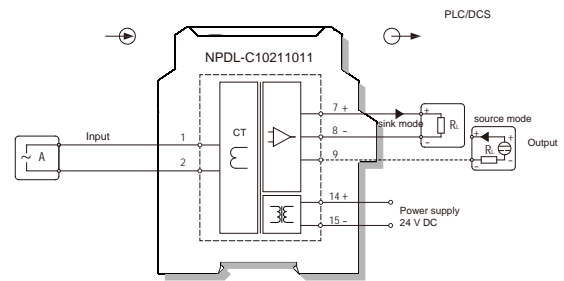 PLC/DCS
NPDL-C10211011
7 +
sink mode
source mode
+
RL
-
+
+
RL
-
-
Output
Input
1
CT
8 -
~ A
2
9
14 +
Power supply
15 -
24 V DC